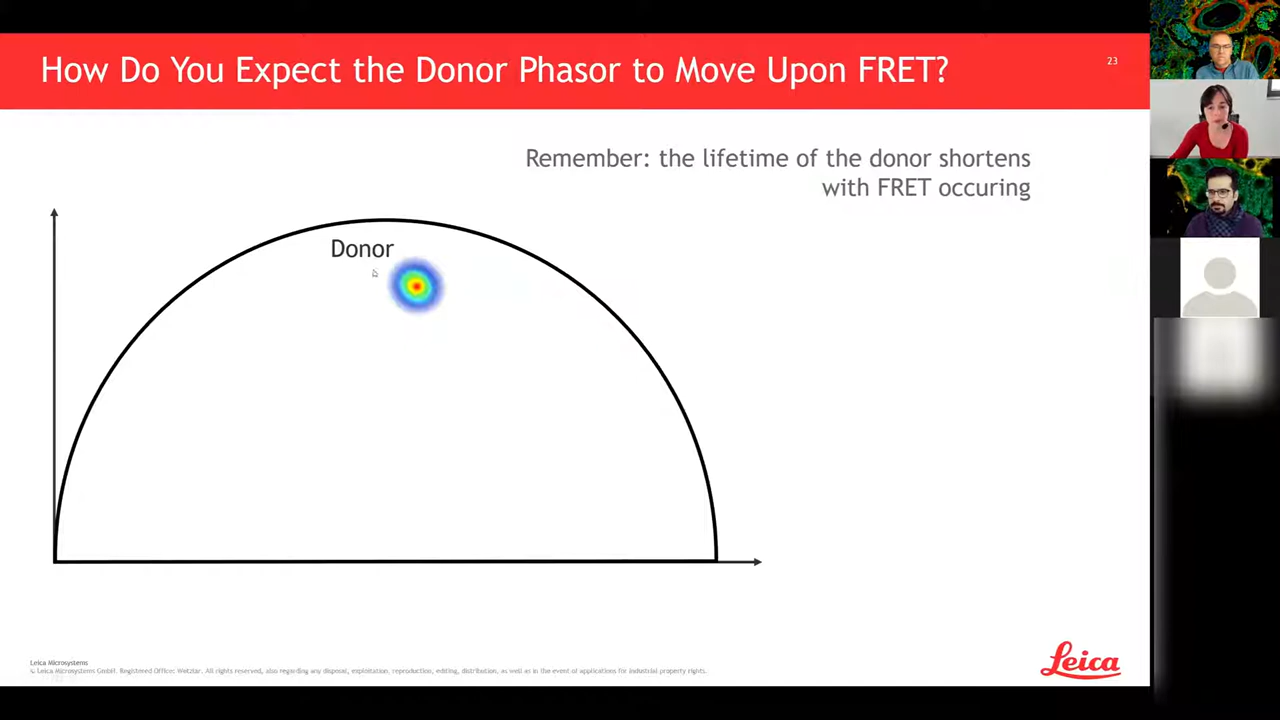 How Do You Expect the Donor Phasor to Move Upon FRET?
23
Remember: the lifetime of the donor shortens
with FRET occuring
Donor
Leica Microsystems
© Leica Microsystems GmbH. Registered Office: Wetzlar. All rights reserved, also regarding any disposal, exploitation, reproduction, editing, distribution, as well as in the event of applications for industrial property rights.
Leica